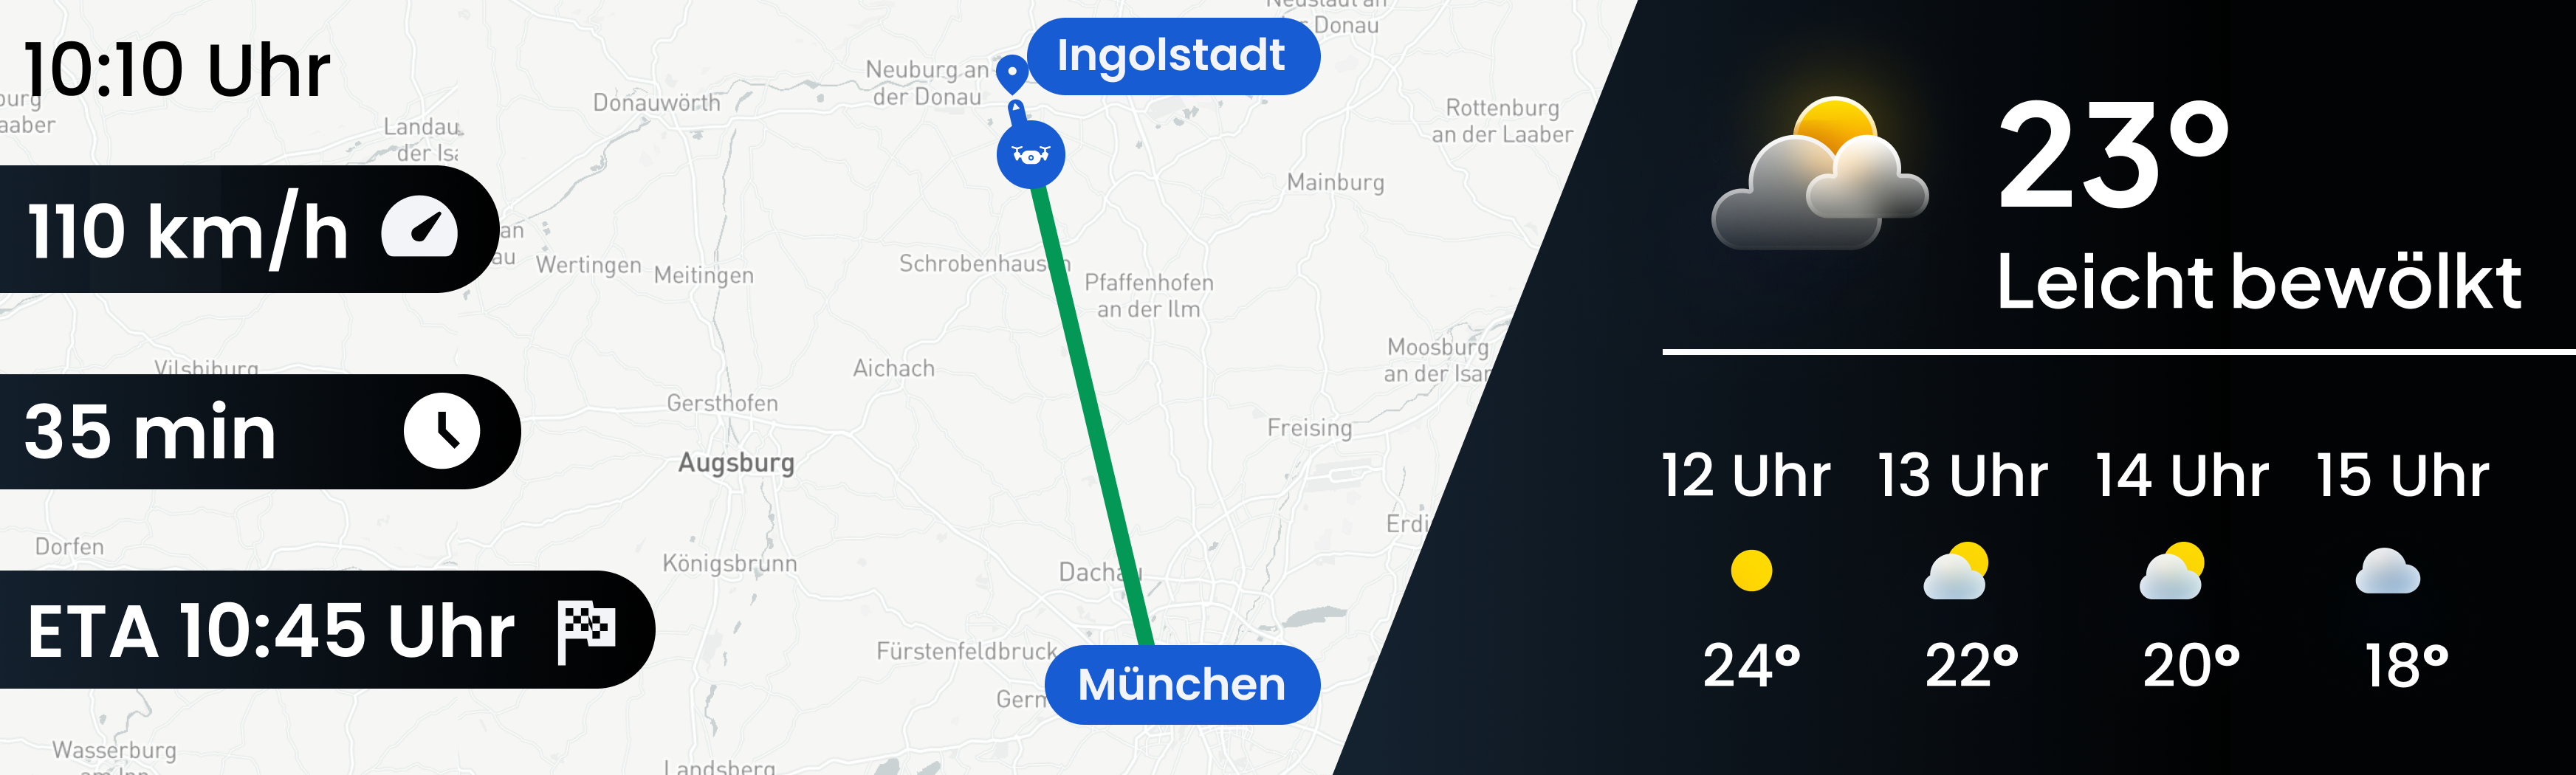 10:10 Uhr
110 km/h
35 min
ETA 10:45 Uhr
Ingolstadt
München
Donau
Neuburg an
der Donau
Donauwörth
Landau
Rottenburg
an der Laaber
Mainburg
Wertingen
Meitingen
Schrobenhausen
Pfaffenhofen
an der Ilm
Moosburg
an der Isar
Vilsbiburg
Aichach
Gersthofen
Freising
Augsburg
Dorfen
Königsbrunn
Dachau
Fürstenfeldbruck
Wasserburg
Landsberg
23°
Leicht bewölkt
12 Uhr 13 Uhr 14 Uhr 15 Uhr
24° 22° 20° 18°